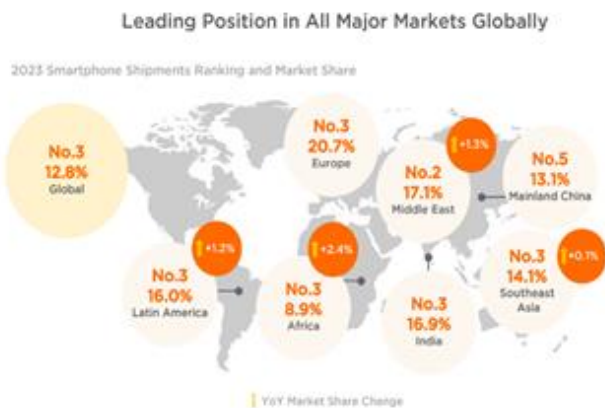 Leading Position in All Major Markets Globally
2023 Smartphone Shipments Ranking and Market Share
No.3
12.8%
Global
No.3
20.7%
Europe
No.2
17.1%
Middle East
+1.3%
No.5
13.1%
Mainland China
No.3
16.0%
Latin America
+1.2%
No.3
8.9%
Africa
+2.4%
No.3
16.9%
India
No.3
14.1%
Southeast
Asia
+0.1%
YoY Market Share Change